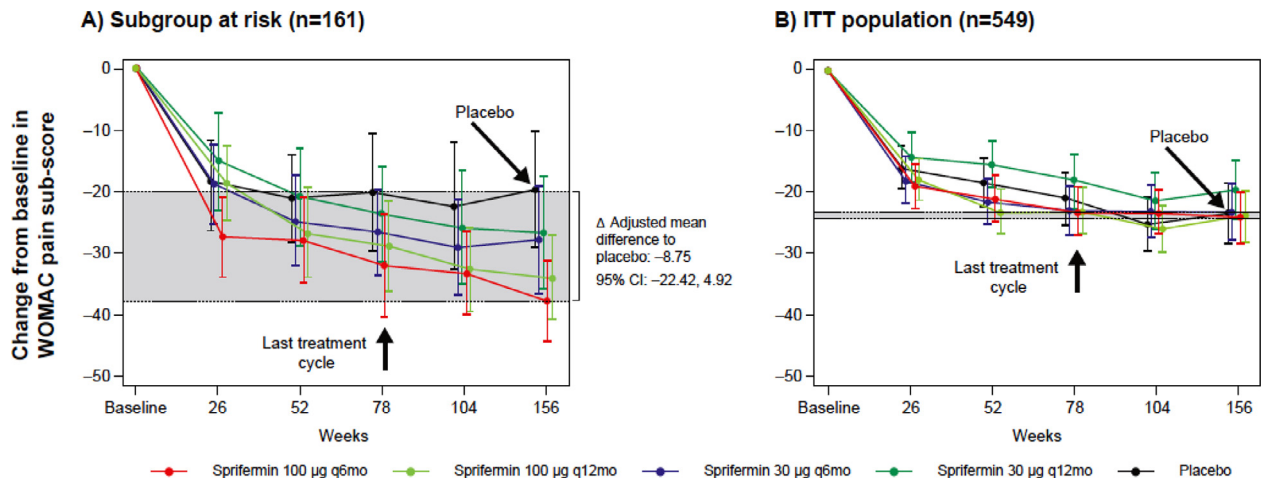 A) Subgroup at risk (n=161)
B) ITT population (n=549)
Change from baseline in
WOMAC pain sub-score
0
−10
−20
−30
−40
−50
Placebo
Last treatment
cycle
Δ Adjusted mean
difference to
placebo: −8.75
95% CI: −22.42, 4.92
Baseline 26 52 78 104 156
Weeks
0
−10
−20
−30
−40
−50
Placebo
Last treatment
cycle
Baseline 26 52 78 104 156
Weeks
Sprifermin 100 µg q6mo Sprifermin 100 µg q12mo Sprifermin 30 µg q6mo Sprifermin 30 µg q12mo Placebo